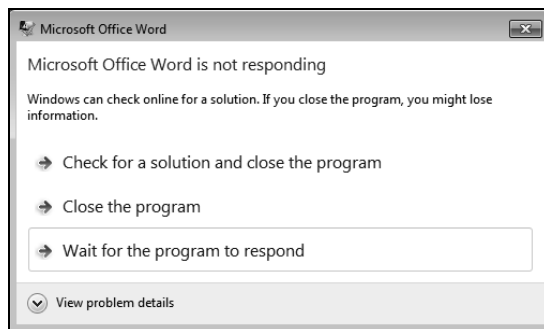 Microsoft Office Word
Microsoft Office Word is not responding
Windows can check online for a solution. If you close the program, you might lose
information.
Check for a solution and close the program
Close the program
Wait for the program to respond
View problem details